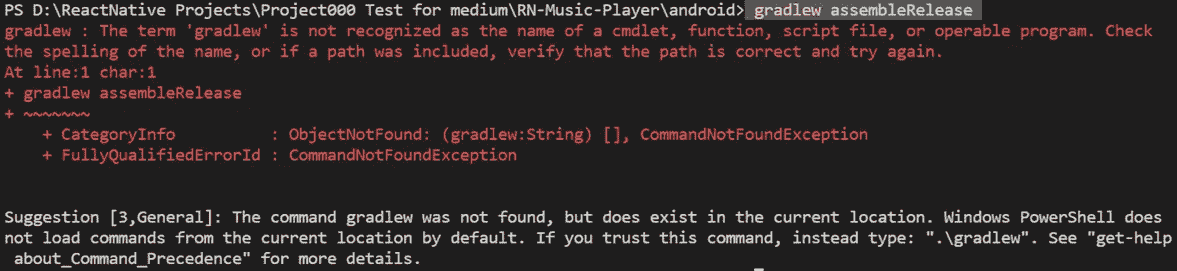 PS D:\ReactNative Projects\Project000 Test for medium\RN-Music-Player\android> gradlew assembleRelease
gradlew : The term 'gradlew' is not recognized as the name of a cmdlet, function, script file, or operable program. Check
the spelling of the name, or if a path was included, verify that the path is correct and try again.
At line:1 char:1
+ gradlew assembleRelease
+ ~~~~~~~
    + CategoryInfo          : ObjectNotFound: (gradlew:String) [], CommandNotFoundException
    + FullyQualifiedErrorId : CommandNotFoundException
Suggestion [3,General]: The command gradlew was not found, but does exist in the current location. Windows PowerShell does
not load commands from the current location by default. If you trust this command, instead type: ".\gradlew". See "get-help
 about_Command_Precedence" for more details.